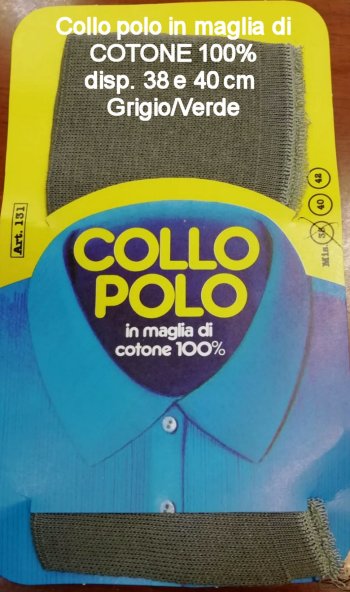 Collo polo in maglia di
COTONE 100%
disp. 38 e 40 cm
Grigio/Verde
Art. 131
Mis. 38 40 42
COLLO
POLO
in maglia di
cotone 100%